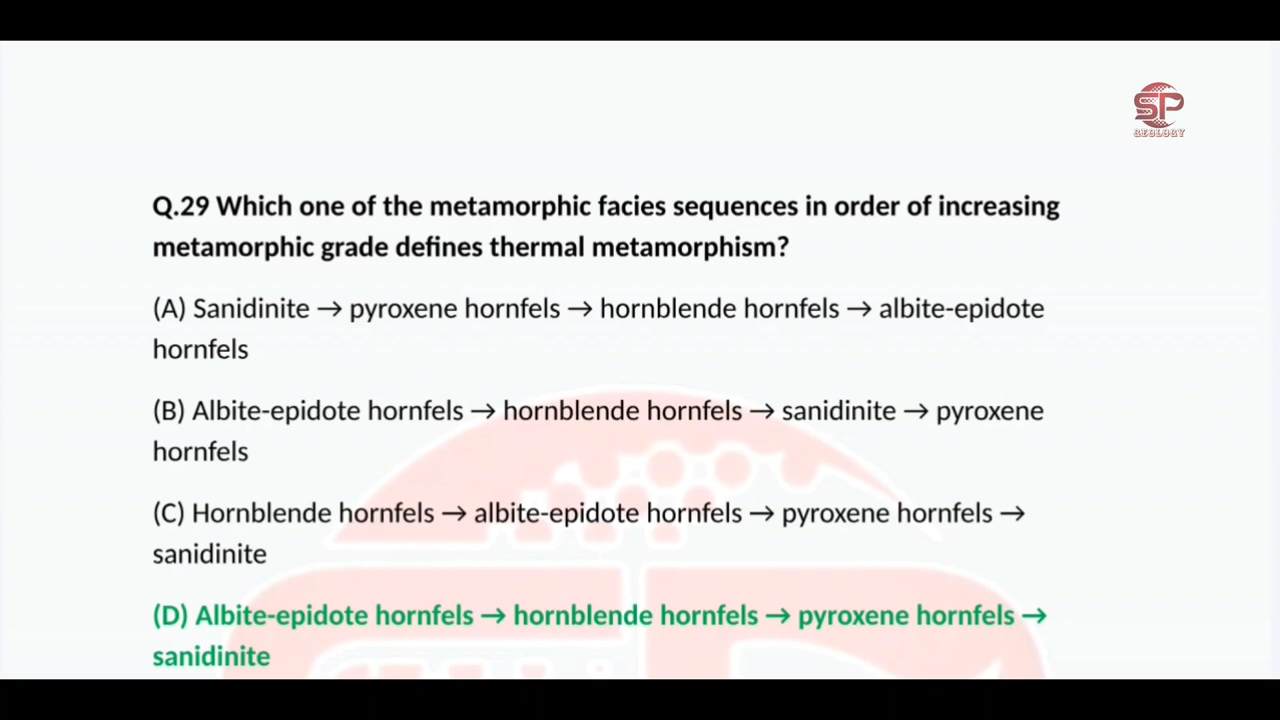 SP
GEOLOGY
Q.29 Which one of the metamorphic facies sequences in order of increasing
metamorphic grade defines thermal metamorphism?
(A) Sanidinite → pyroxene hornfels → hornblende hornfels → albite-epidote
hornfels
(B) Albite-epidote hornfels → hornblende hornfels → sanidinite → pyroxene
hornfels
(C) Hornblende hornfels → albite-epidote hornfels → pyroxene hornfels →
sanidinite
(D) Albite-epidote hornfels → hornblende hornfels → pyroxene hornfels →
sanidinite